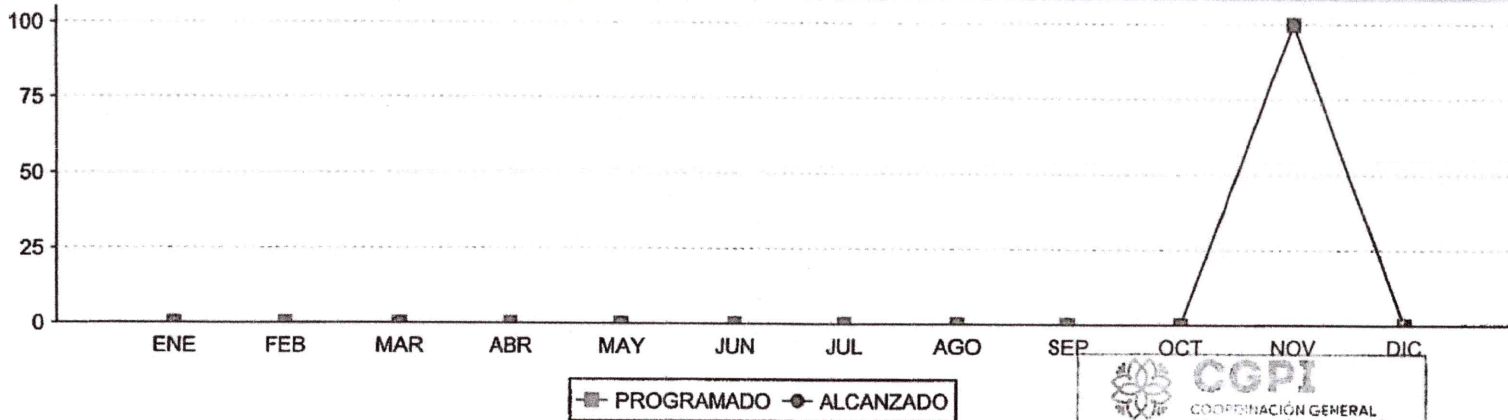 100
75
50
25
0
ENE FEB MAR ABR MAY JUN JUL AGO SEP OCT NOV DIC
PROGRAMADO ALCANZADO
CGPI
COORDINACIÓN GENERAL